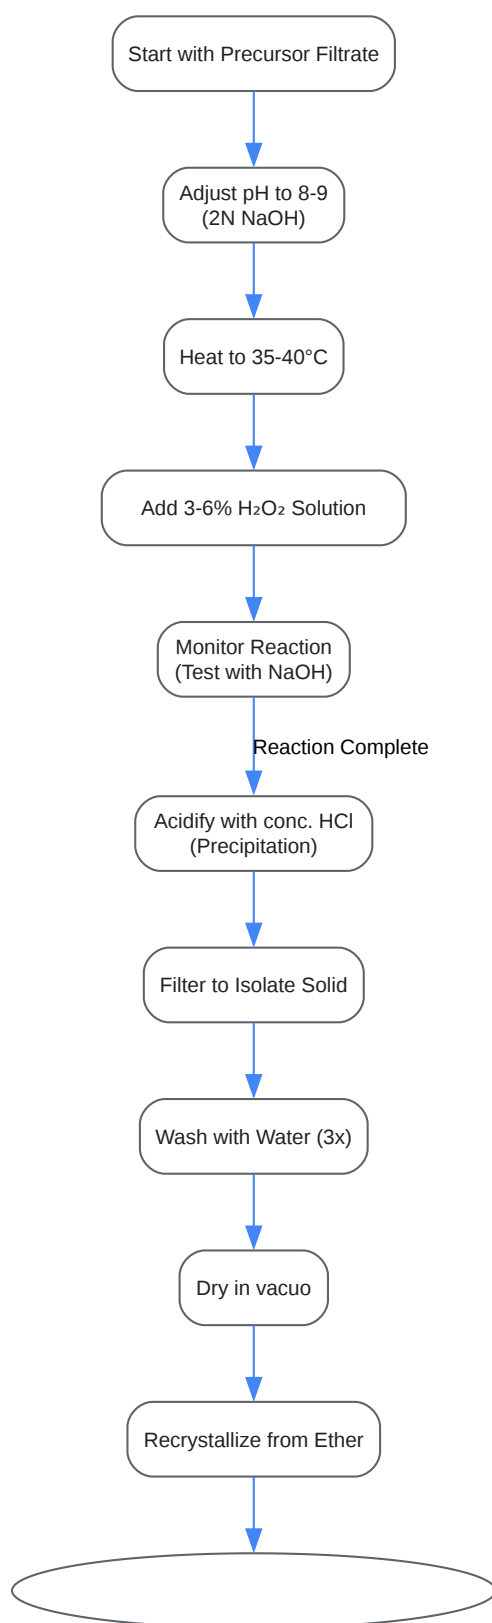 Start with Precursor Filtrate
Adjust pH to 8-9
(2N NaOH)
Heat to 35-40°C
Add 3-6% H₂O₂ Solution
Monitor Reaction
(Test with NaOH)
Reaction Complete
Acidify with conc. HCl
(Precipitation)
Filter to Isolate Solid
Wash with Water (3x)
Dry in vacuo
Recrystallize from Ether